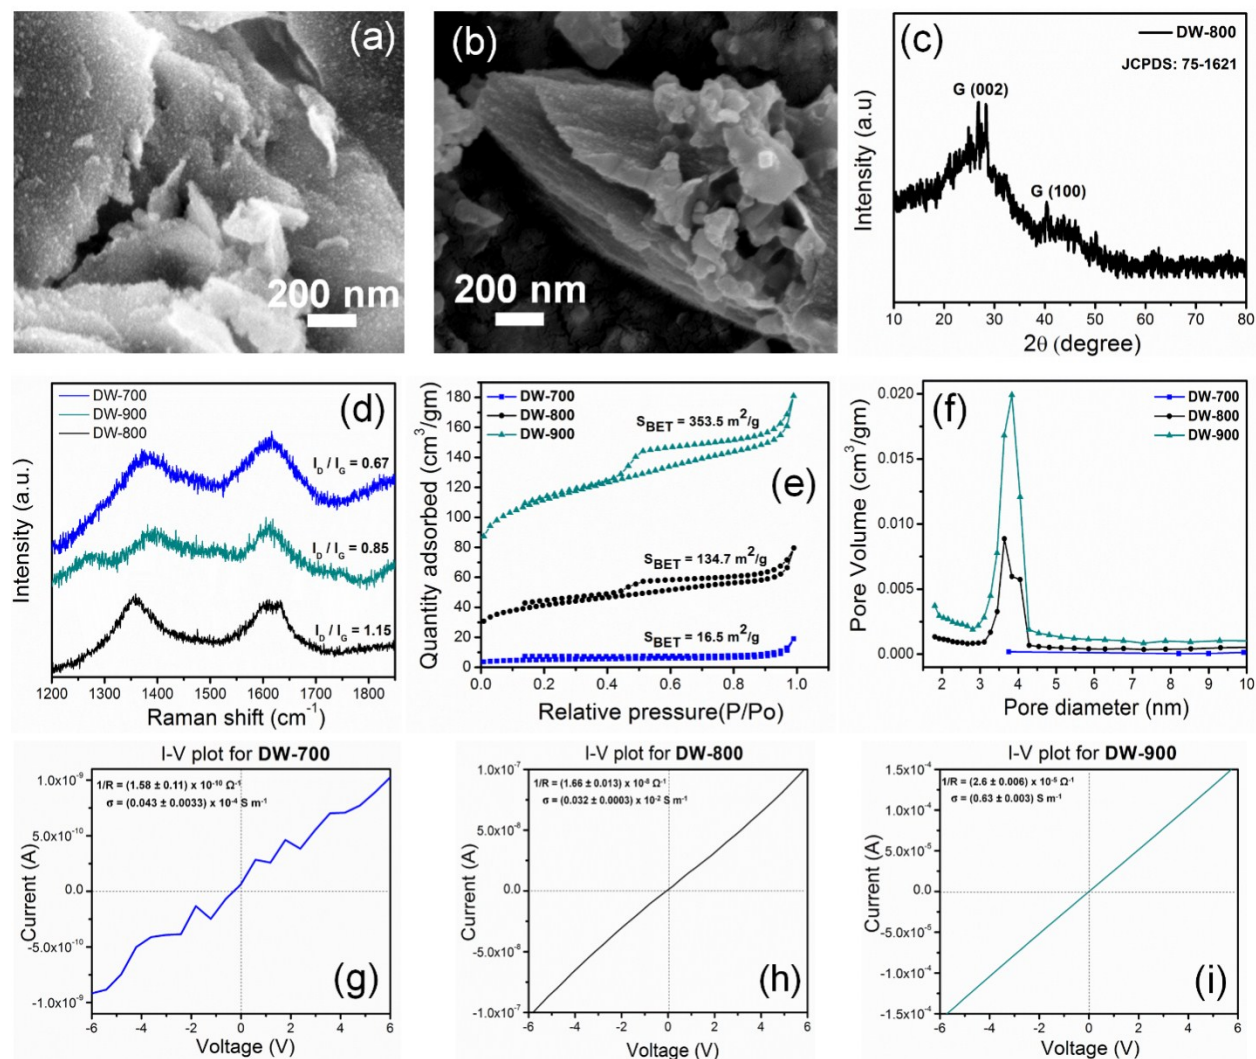 (a)
200 nm
(b)
200 nm
(c)
DW-800
JCPDS: 75-1621
G (002)
G (100)
Intensity (a.u)
10 20 30 40 50 60 70 80
2θ (degree)
(d)
DW-700
DW-900
DW-800
I_D / I_G = 0.67
I_D / I_G = 0.85
I_D / I_G = 1.15
Intensity (a.u.)
1200 1300 1400 1500 1600 1700 1800
Raman shift (cm⁻¹)
(e)
DW-700
DW-800
DW-900
S_BET = 353.5 m²/g
S_BET = 134.7 m²/g
S_BET = 16.5 m²/g
Quantity adsorbed (cm³/gm)
180
160
140
120
100
80
60
40
20
0
0.0 0.2 0.4 0.6 0.8 1.0
Relative pressure(P/Po)
(f)
DW-700
DW-800
DW-900
Pore Volume (cm³/gm)
0.020
0.015
0.010
0.005
0.000
2 3 4 5 6 7 8 9 10
Pore diameter (nm)
I-V plot for DW-700
1/R = (1.58 ± 0.11) x 10⁻¹⁰ Ω⁻¹
σ = (0.043 ± 0.0033) x 10⁻⁴ S m⁻¹
Current (A)
1.0x10⁻⁹
5.0x10⁻¹⁰
0.0
-5.0x10⁻¹⁰
-1.0x10⁻⁹
-6 -4 -2 0 2 4 6
Voltage (V)
(g)
I-V plot for DW-800
1/R = (1.66 ± 0.013) x 10⁻⁸ Ω⁻¹
σ = (0.032 ± 0.0003) x 10⁻² S m⁻¹
Current (A)
1.0x10⁻⁷
5.0x10⁻⁸
0.0
-5.0x10⁻⁸
-1.0x10⁻⁷
-6 -4 -2 0 2 4 6
Voltage (V)
(h)
I-V plot for DW-900
1/R = (2.6 ± 0.006) x 10⁻⁵ Ω⁻¹
σ = (0.63 ± 0.003) S m⁻¹
Current (A)
1.5x10⁻⁴
1.0x10⁻⁴
5.0x10⁻⁵
0.0
-5.0x10⁻⁵
-1.0x10⁻⁴
-1.5x10⁻⁴
-6 -4 -2 0 2 4 6
Voltage (V)
(i)